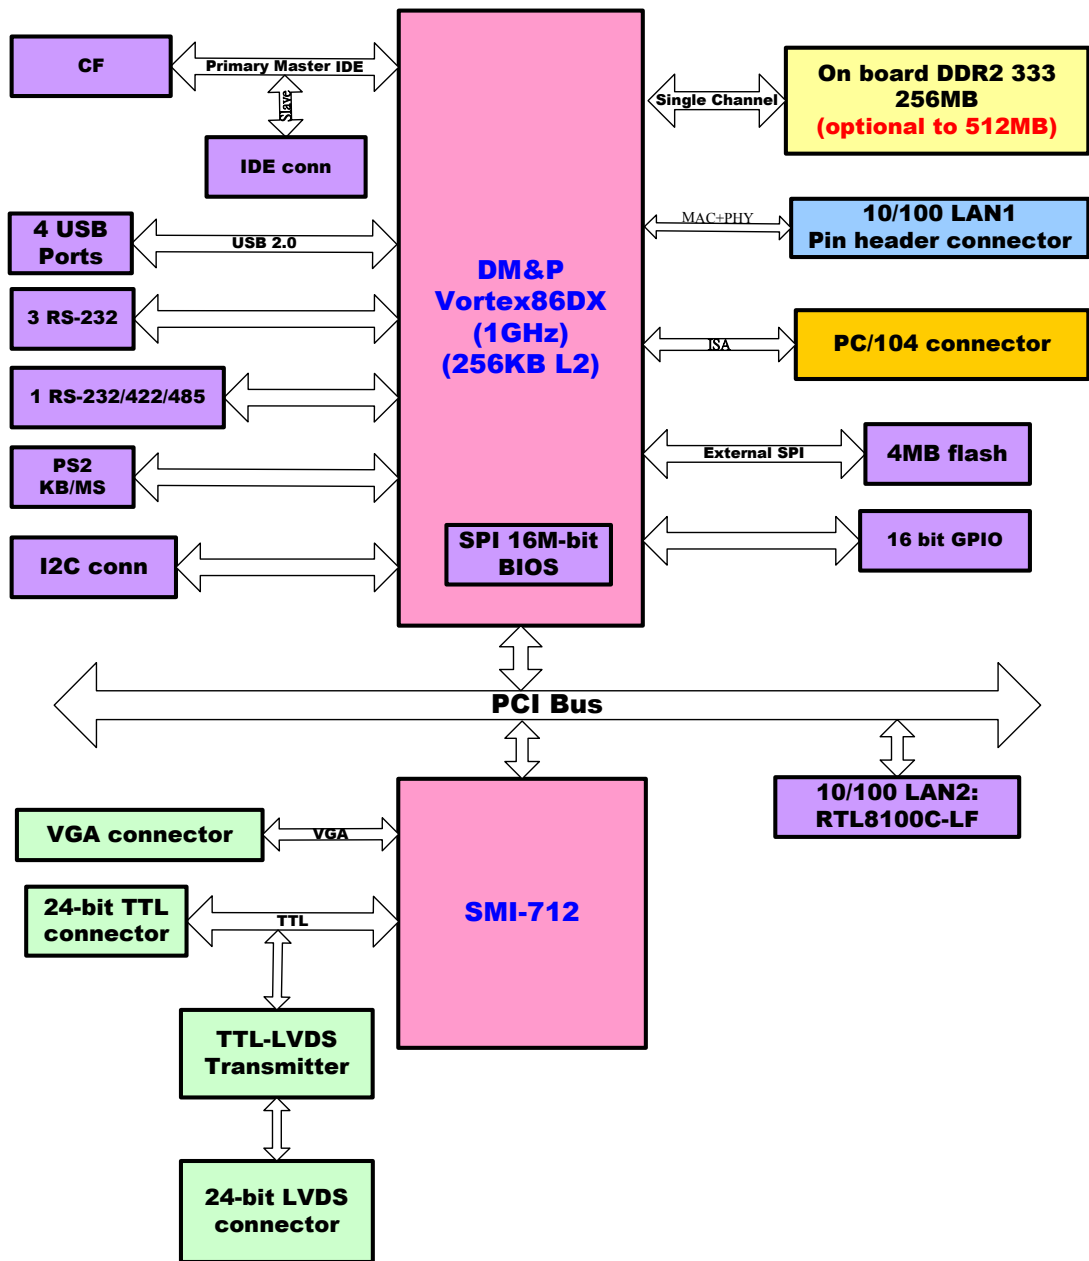 CF
Primary Master IDE
Slave
IDE conn
On board DDR2 333
256MB
(optional to 512MB)
Single Channel
4 USB
Ports
USB 2.0
MAC+PHY
10/100 LAN1
Pin header connector
DM&P
Vortex86DX
(1GHz)
(256KB L2)
3 RS-232
ISA
PC/104 connector
1 RS-232/422/485
PS2
KB/MS
External SPI
4MB flash
I2C conn
SPI 16M-bit
BIOS
16 bit GPIO
PCI Bus
10/100 LAN2:
RTL8100C-LF
VGA connector
VGA
24-bit TTL
connector
TTL
SMI-712
TTL-LVDS
Transmitter
24-bit LVDS
connector